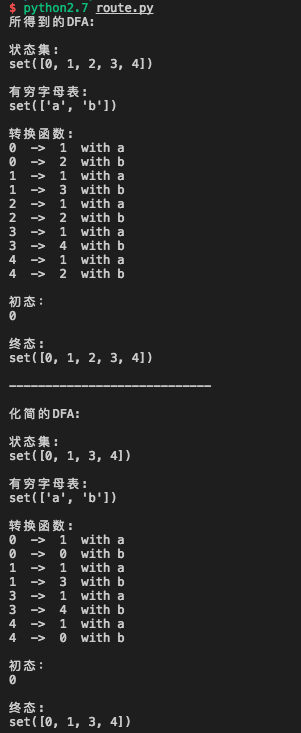 $ python2.7 route.py
所得到的DFA:
状态集:
set([0, 1, 2, 3, 4])
有穷字母表:
set(['a', 'b'])
转换函数:
0 -> 1 with a
0 -> 2 with b
1 -> 1 with a
1 -> 3 with b
2 -> 1 with a
2 -> 2 with b
3 -> 1 with a
3 -> 4 with b
4 -> 1 with a
4 -> 2 with b
初态:
0
终态:
set([0, 1, 2, 3, 4])
----------------------------
化简的DFA:
状态集:
set([0, 1, 3, 4])
有穷字母表:
set(['a', 'b'])
转换函数:
0 -> 1 with a
0 -> 0 with b
1 -> 1 with a
1 -> 3 with b
3 -> 1 with a
3 -> 4 with b
4 -> 1 with a
4 -> 0 with b
初态:
0
终态:
set([0, 1, 3, 4])